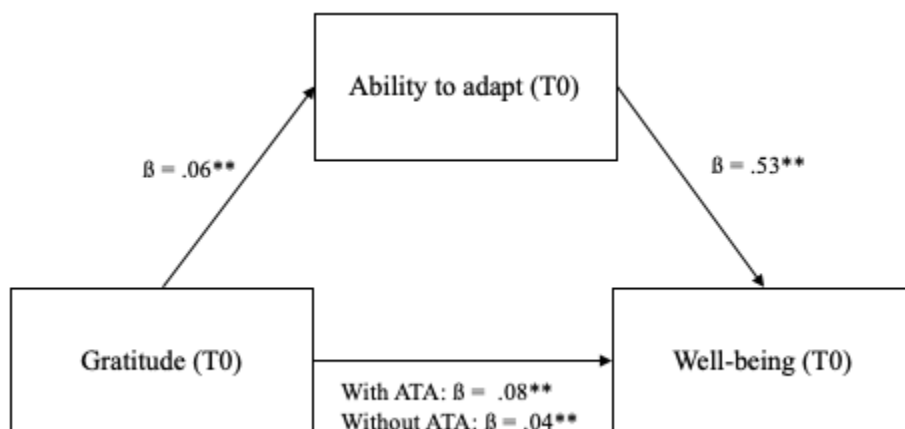 Ability to adapt (T0)
ß = .06**
ß = .53**
Gratitude (T0)
Well-being (T0)
With ATA: ß =  .08**
Without ATA: ß = .04**